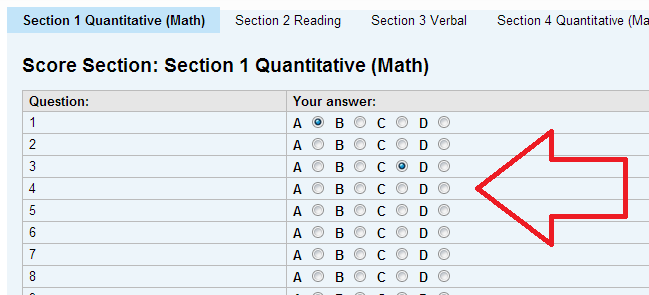 Section 1 Quantitative (Math) Section 2 Reading Section 3 Verbal Section 4 Quantitative (Ma
Score Section: Section 1 Quantitative (Math)
Question: Your answer:
1 A B C D
2 A B C D
3 A B C D
4 A B C D
5 A B C D
6 A B C D
7 A B C D
8 A B C D